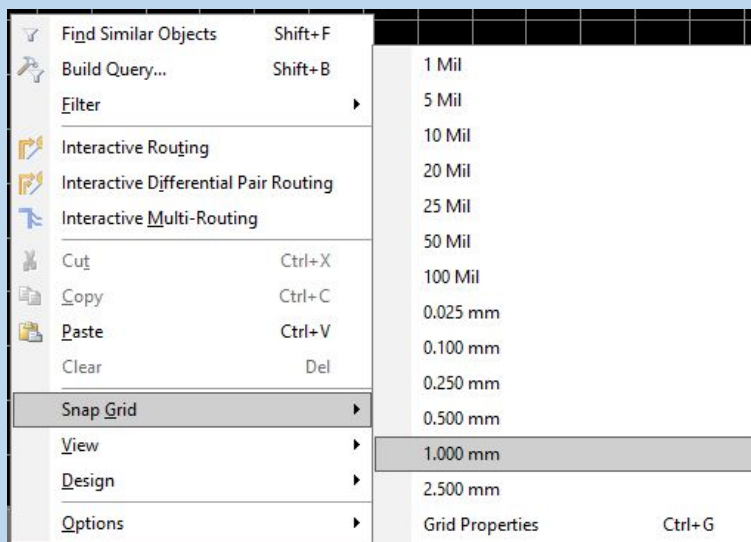 Find Similar Objects Shift+F
Build Query... Shift+B
Filter
Interactive Routing
Interactive Differential Pair Routing
Interactive Multi-Routing
Cut Ctrl+X
Copy Ctrl+C
Paste Ctrl+V
Clear Del
Snap Grid
View
Design
Options
1 Mil
5 Mil
10 Mil
20 Mil
25 Mil
50 Mil
100 Mil
0.025 mm
0.100 mm
0.250 mm
0.500 mm
1.000 mm
2.500 mm
Grid Properties Ctrl+G